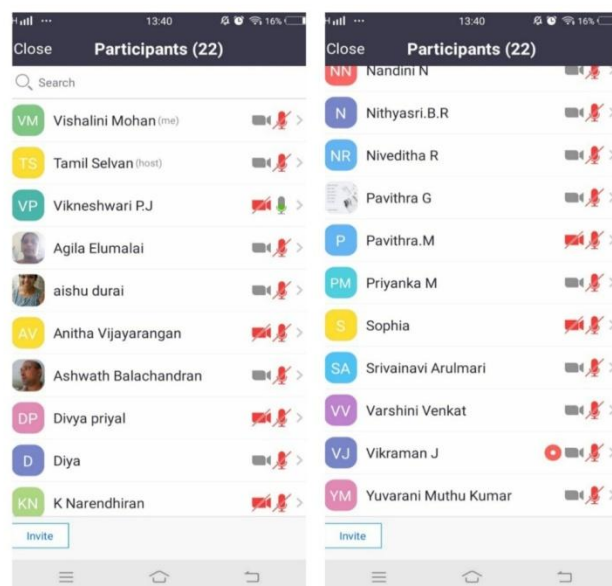 13:40
16%
Close Participants (22)
Search
VM Vishalini Mohan (me)
TS Tamil Selvan (host)
VP Vikneshwari P.J
Agila Elumalai
aishu durai
AV Anitha Vijayarangan
Ashwath Balachandran
DP Divya priyal
D Diya
KN K Narendhiran
Invite
13:40
16%
Close Participants (22)
NN Nandini N
N Nithyasri.B.R
NR Niveditha R
Pavithra G
P Pavithra.M
PM Priyanka M
S Sophia
SA Srivainavi Arulmari
VV Varshini Venkat
VJ Vikraman J
YM Yuvarani Muthu Kumar
Invite